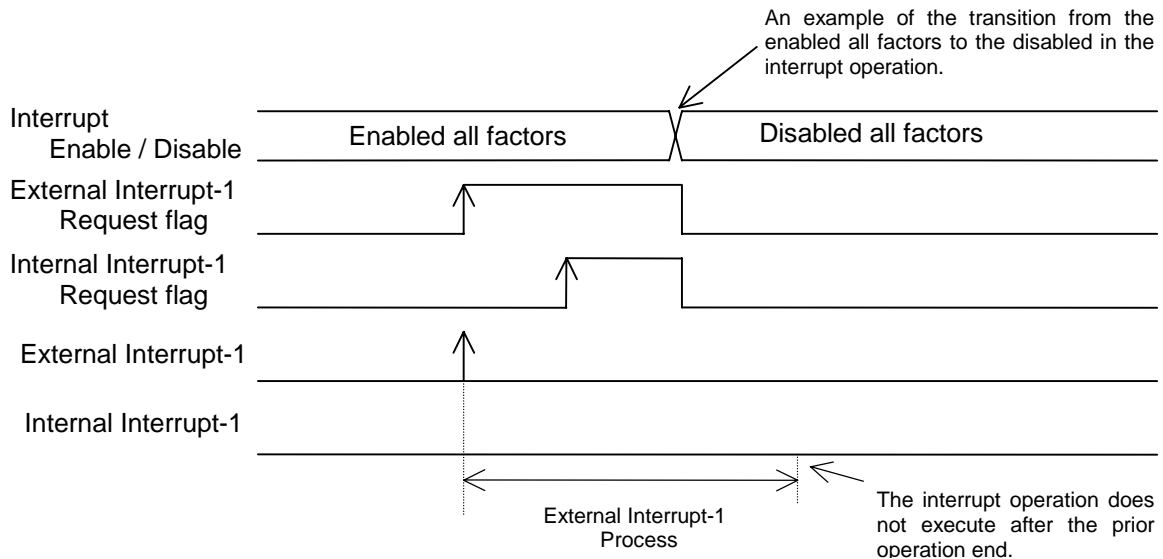 An example of the transition from the
enabled all factors to the disabled in the
interrupt operation.
Interrupt
Enable / Disable
Enabled all factors
Disabled all factors
External Interrupt-1
Request flag
Internal Interrupt-1
Request flag
External Interrupt-1
Internal Interrupt-1
External Interrupt-1
Process
The interrupt operation does
not execute after the prior
operation end.